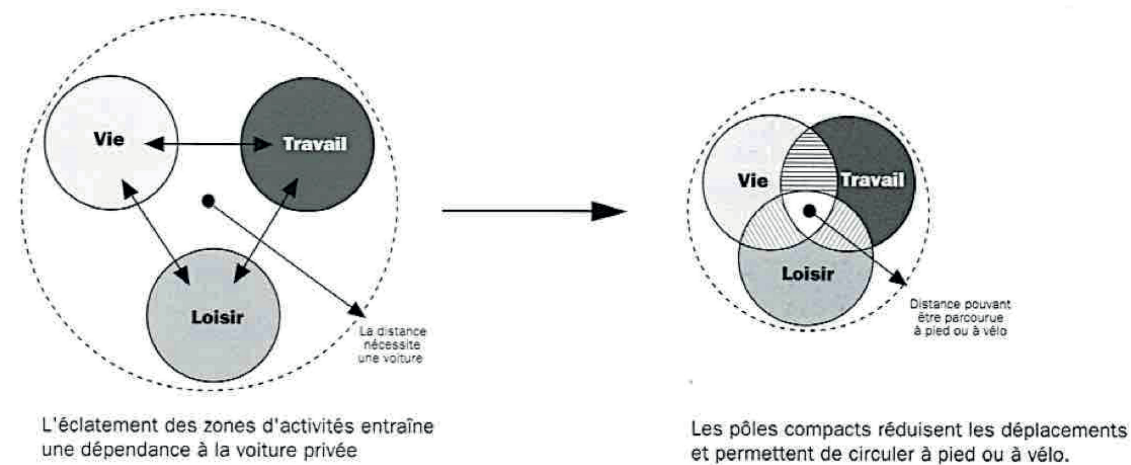 Vie
Travail
Loisir
La distance
nécessite
une voiture
L'éclatement des zones d'activités entraîne
une dépendance à la voiture privée
Vie
Travail
Loisir
Distance pouvant
être parcourue
à pied ou à vélo
Les pôles compacts réduisent les déplacements
et permettent de circuler à pied ou à vélo.